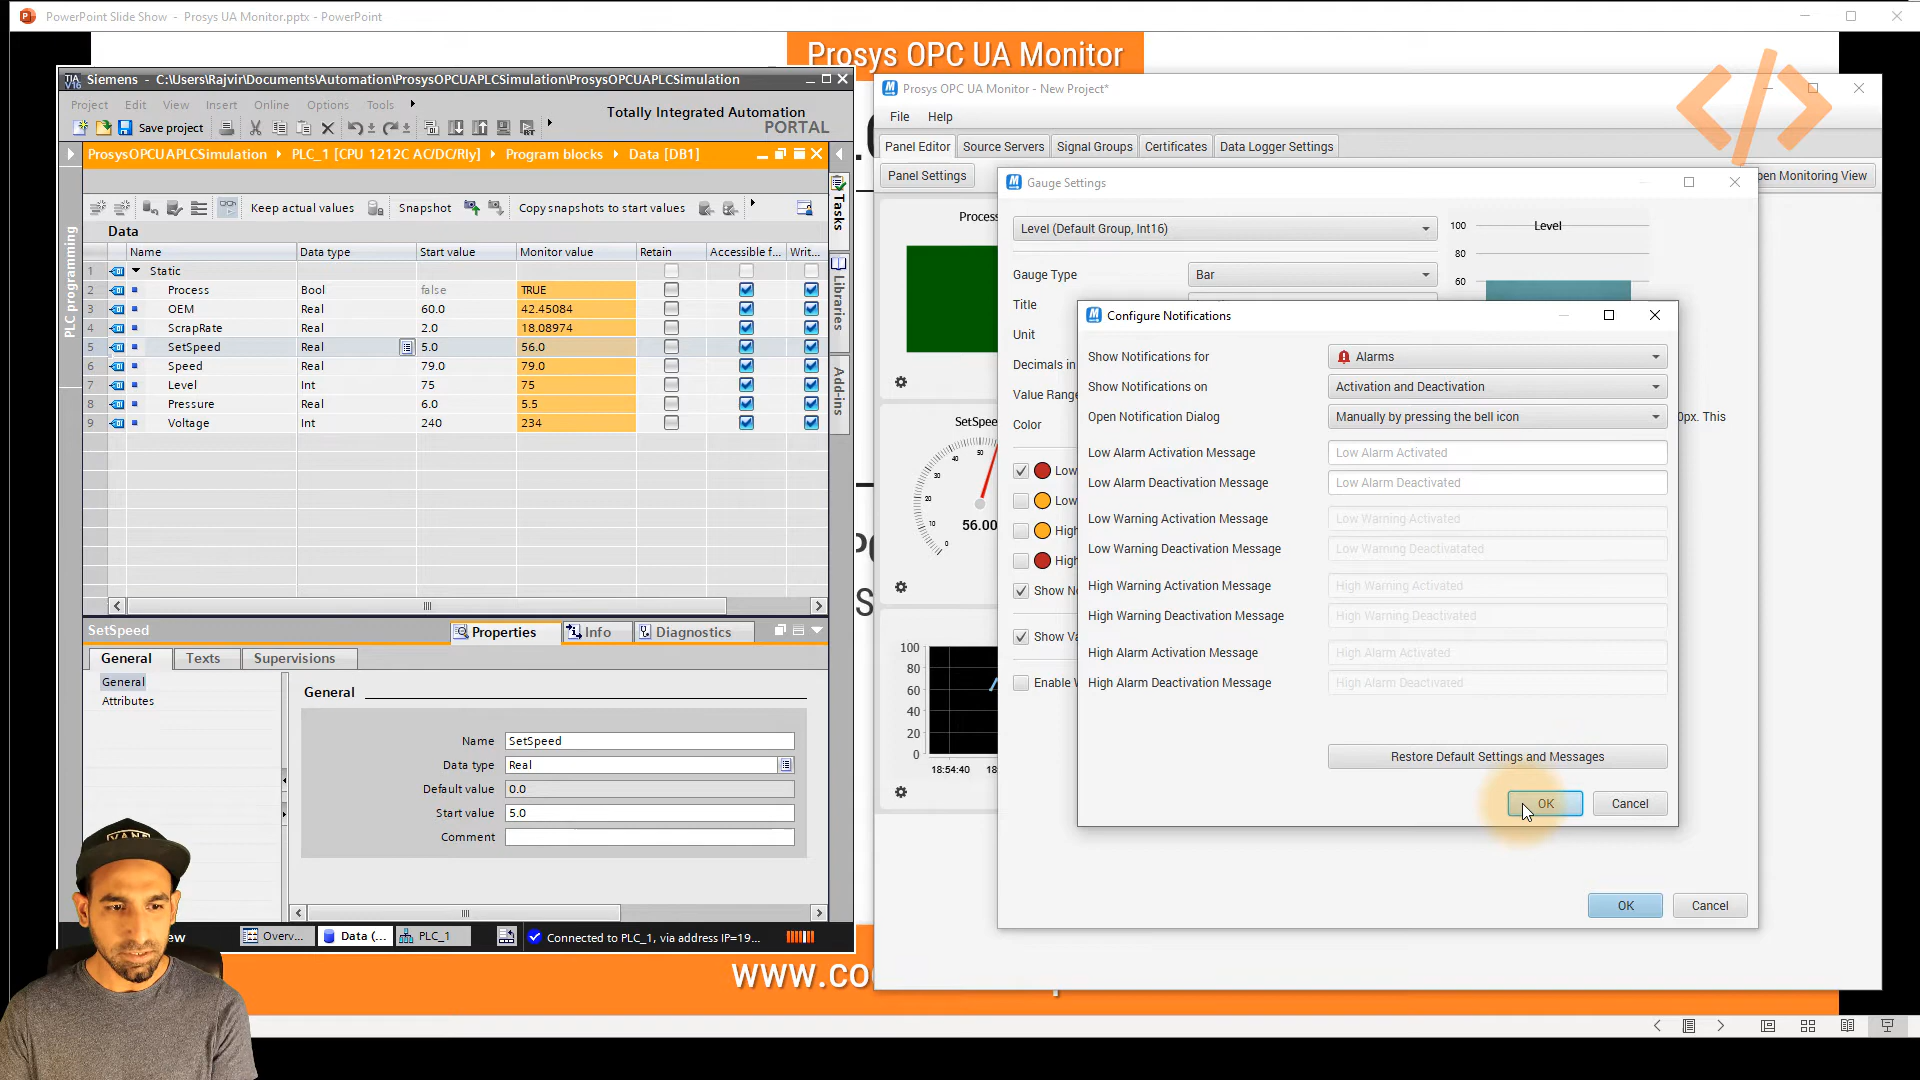 PowerPoint Slide Show - Prosys UA Monitor.pptx - PowerPoint
Prosys OPC UA Monitor
Siemens - C:\Users\Rajvir\Documents\Automation\ProsysOPCUAPLCSimulation\ProsysOPCUAPLCSimulation
Project Edit View Insert Online Options Tools
Totally Integrated Automation
PORTAL
Save project
ProsysOPCUAPLCSimulation PLC_1 [CPU 1212C AC/DC/Rly] Program blocks Data [DB1]
Keep actual values Snapshot Copy snapshots to start values
Data
Name Data type Start value Monitor value Retain Accessible f... Writ...
1 Static
2 Process Bool false TRUE
3 OEM Real 60.0 42.45084
4 ScrapRate Real 2.0 18.08974
5 SetSpeed Real 5.0 56.0
6 Speed Real 79.0 79.0
7 Level Int 75 75
8 Pressure Real 6.0 5.5
9 Voltage Int 240 234
PLC programming
Tasks
Libraries
Add-ins
SetSpeed
Properties Info Diagnostics
General Texts Supervisions
General
Attributes
General
Name SetSpeed
Data type Real
Default value 0.0
Start value 5.0
Comment
Overv... Data (... PLC_1 Connected to PLC_1, via address IP=19...
VANS
www.co
Prosys OPC UA Monitor - New Project*
File Help
Panel Editor Source Servers Signal Groups Certificates Data Logger Settings
Panel Settings
pen Monitoring View
Process
SetSpee
0 10 20 30 40 50
56.00
100
80
60
40
20
0
18:54:40 18
Gauge Settings
Level (Default Group, Int16)
Gauge Type Bar
Title
Unit
Decimals in
Value Rang
Color
Low
Low
High
High
Show No
Show Va
Enable
100
80
60
Level
0px. This
OK Cancel
Configure Notifications
Show Notifications for Alarms
Show Notifications on Activation and Deactivation
Open Notification Dialog Manually by pressing the bell icon
Low Alarm Activation Message Low Alarm Activated
Low Alarm Deactivation Message Low Alarm Deactivated
Low Warning Activation Message Low Warning Activated
Low Warning Deactivation Message Low Warning Deactivatated
High Warning Activation Message High Warning Activated
High Warning Deactivation Message High Warning Deactivated
High Alarm Activation Message High Alarm Activated
High Alarm Deactivation Message High Alarm Deactivated
Restore Default Settings and Messages
OK Cancel